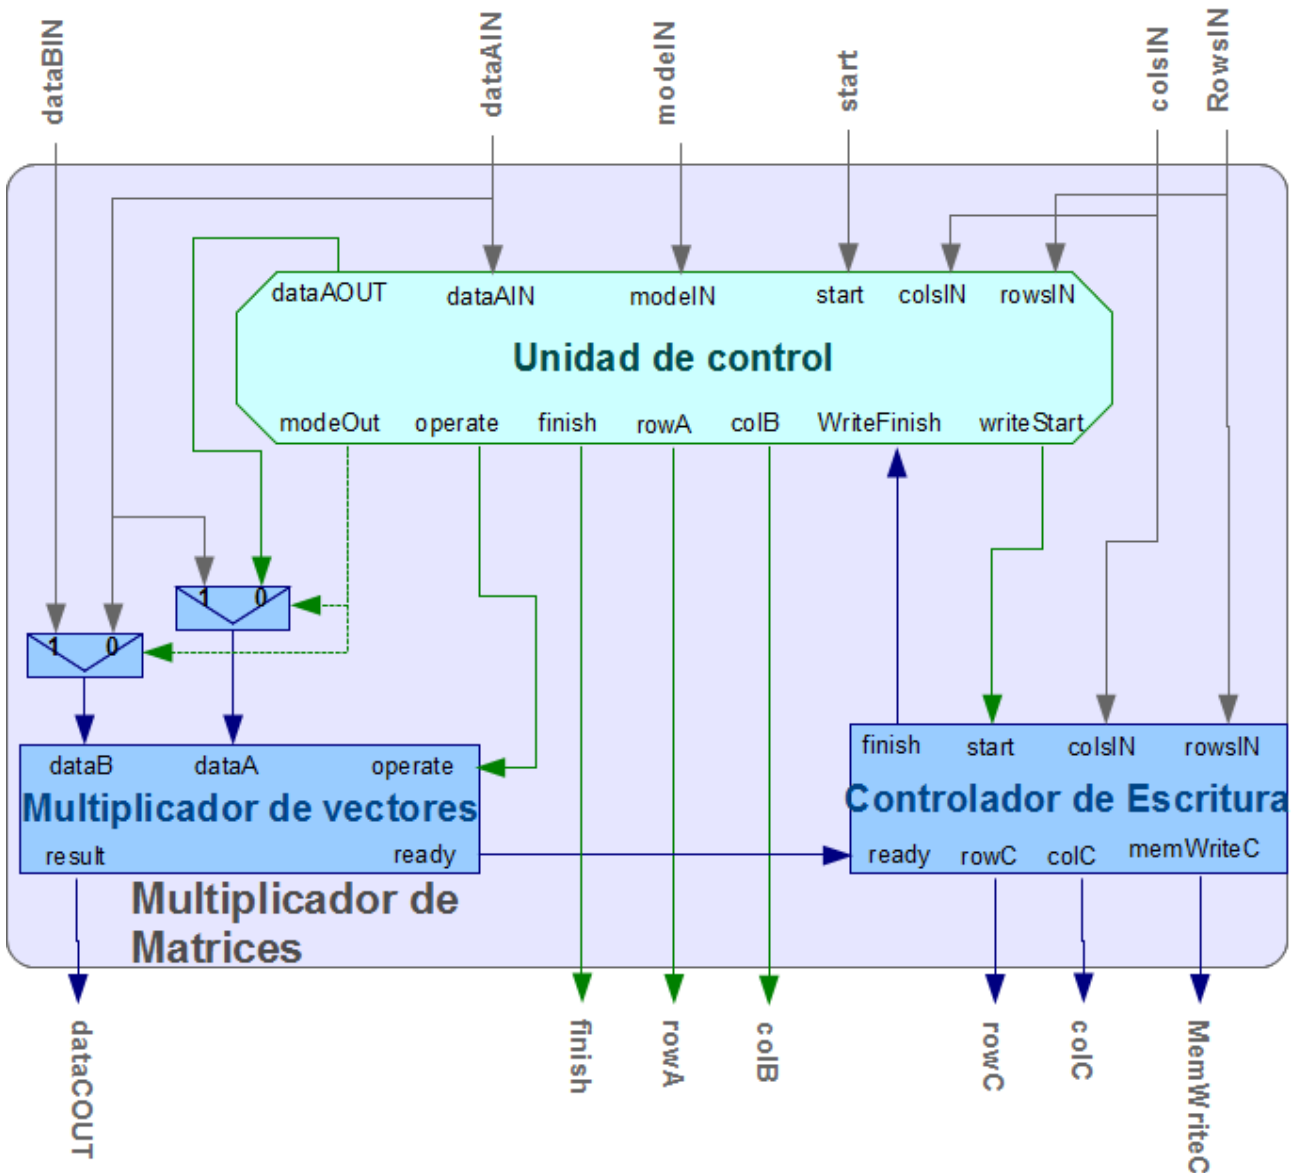 dataBIN
dataAIN
modeIN
start
colsIN
RowsIN
dataAOUT
dataAIN
modeIN
start
colsIN
rowsIN
Unidad de control
modeOut
operate
finish
rowA
colB
WriteFinish
writeStart
1
0
1
0
dataB
dataA
operate
Multiplicador de vectores
result
ready
finish
start
colsIN
rowsIN
Controlador de Escritura
ready
rowC
colC
memWriteC
Multiplicador de
Matrices
dataCOUT
finish
rowA
colB
rowC
colC
MemWriteC